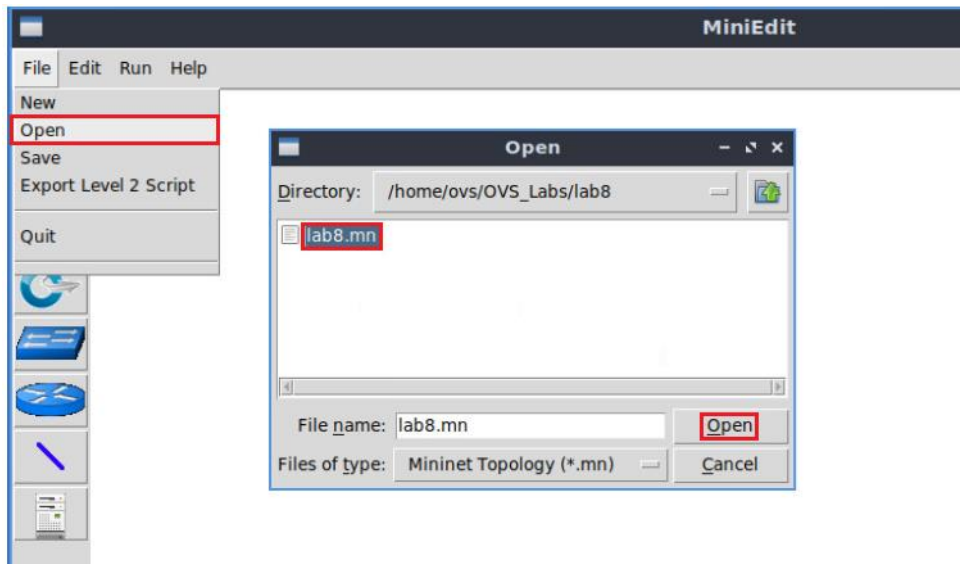 MiniEdit
File Edit Run Help
New
Open
Save
Export Level 2 Script
Quit
Open
Directory: /home/ovs/OVS_Labs/lab8
lab8.mn
File name: lab8.mn Open
Files of type: Mininet Topology (*.mn) Cancel